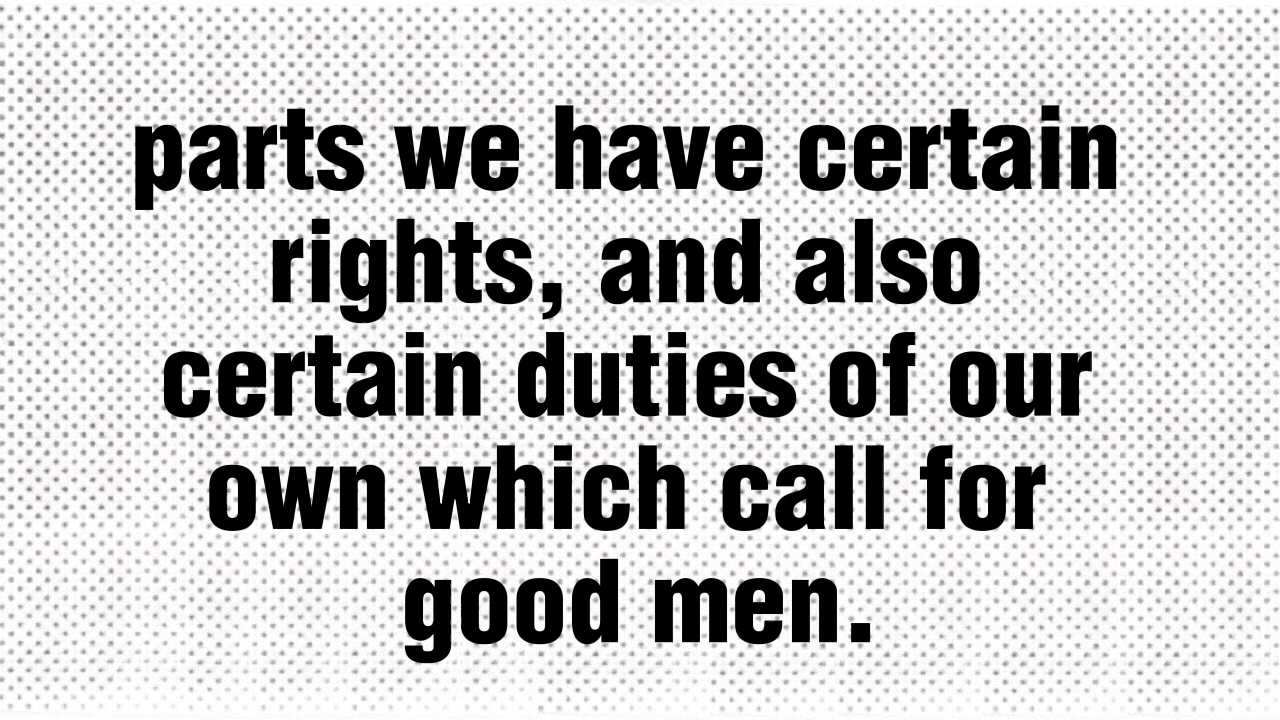 parts we have certain
rights, and also
certain duties of our
own which call for
good men.